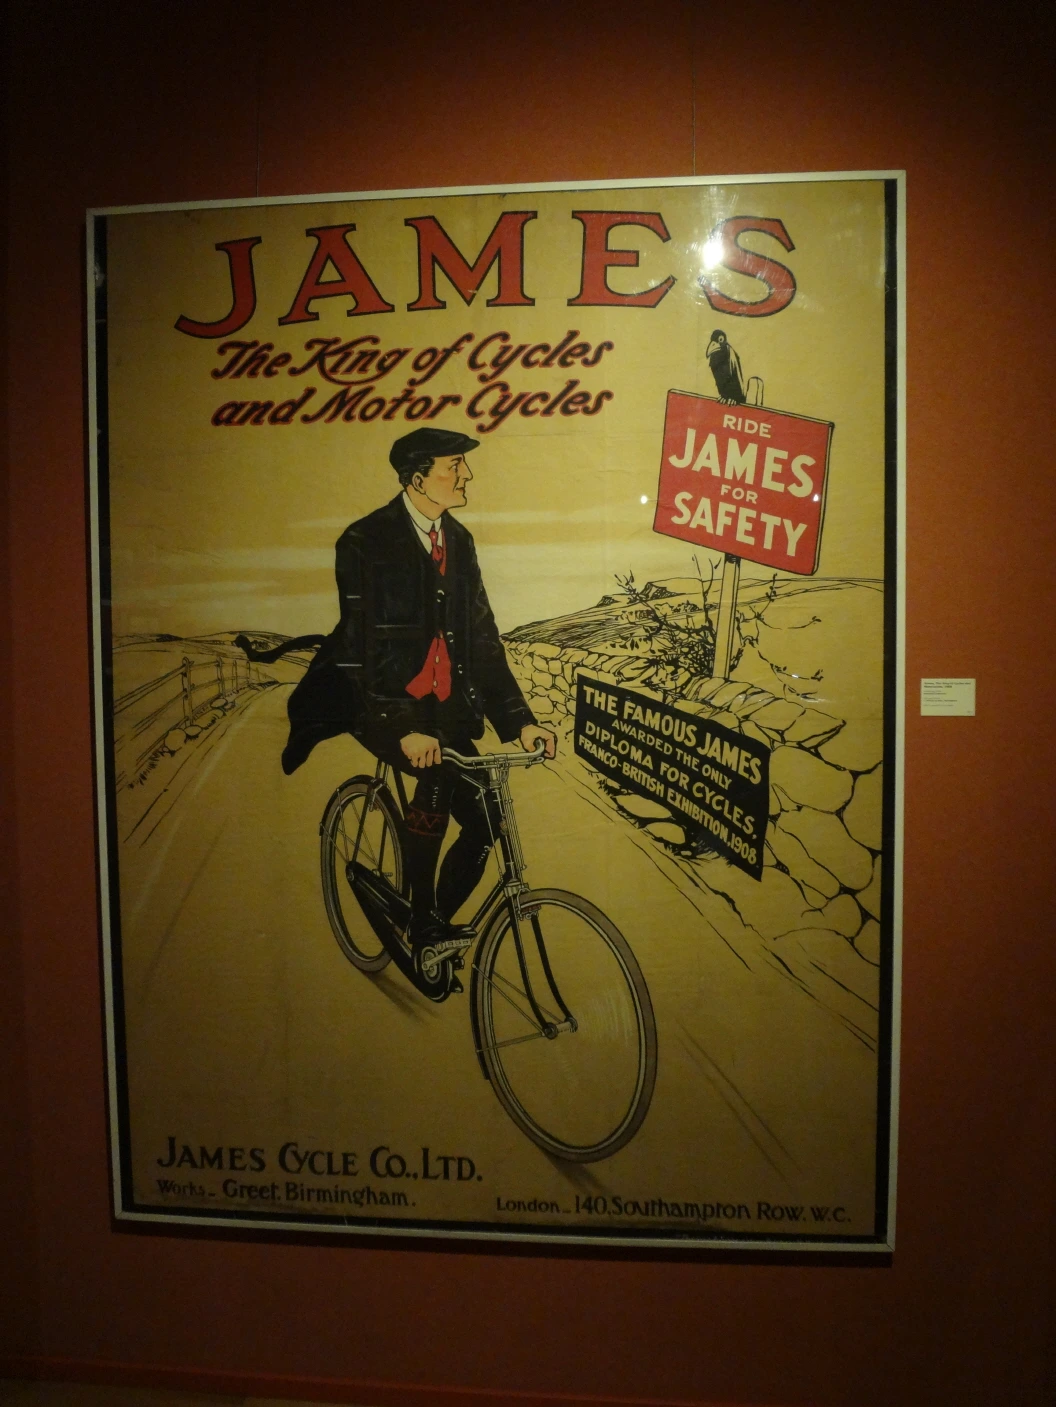 JAMES
The King of Cycles
and Motor Cycles
RIDE
JAMES
FOR
SAFETY
THE FAMOUS JAMES
AWARDED THE ONLY
DIPLOMA FOR CYCLES,
FRANCO-BRITISH EXHIBITION, 1908
JAMES CYCLE CO., LTD.
Works - Greet. Birmingham.
London - 140, Southampton Row. W.C.